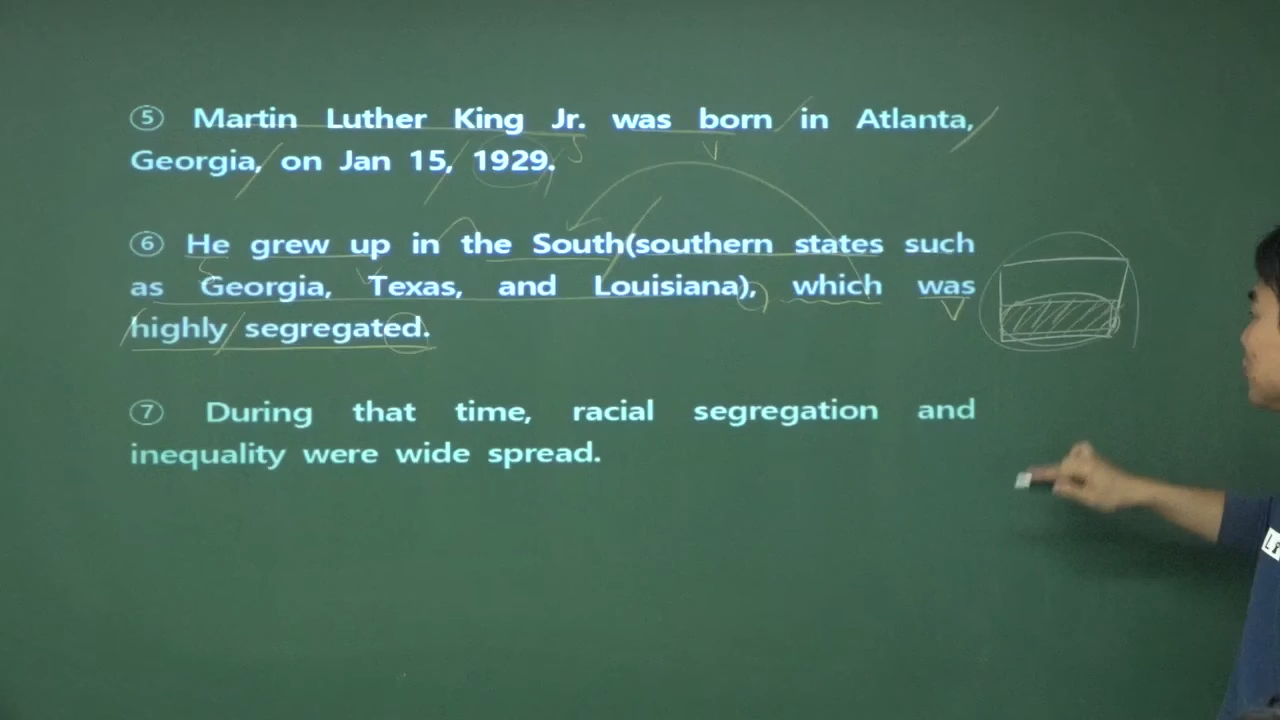 ⑤ Martin Luther King Jr. was born in Atlanta,
Georgia, on Jan 15, 1929.
⑥ He grew up in the South(southern states such
as Georgia, Texas, and Louisiana), which was
highly segregated.
⑦ During that time, racial segregation and
inequality were wide spread.
S
V
S
V
V